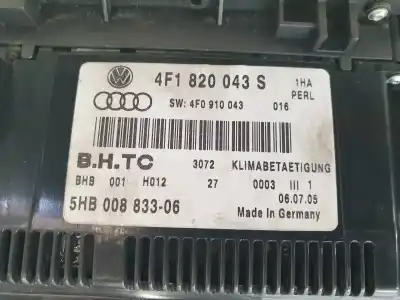 4F1 820 043 S 1HA
PERL
SW: 4F0 910 043 016
B.H.TC 3072 KLIMABETAETIGUNG
BHB 001 H012 27 0003 III 1
06.07.05
5HB 008 833-06 Made in Germany